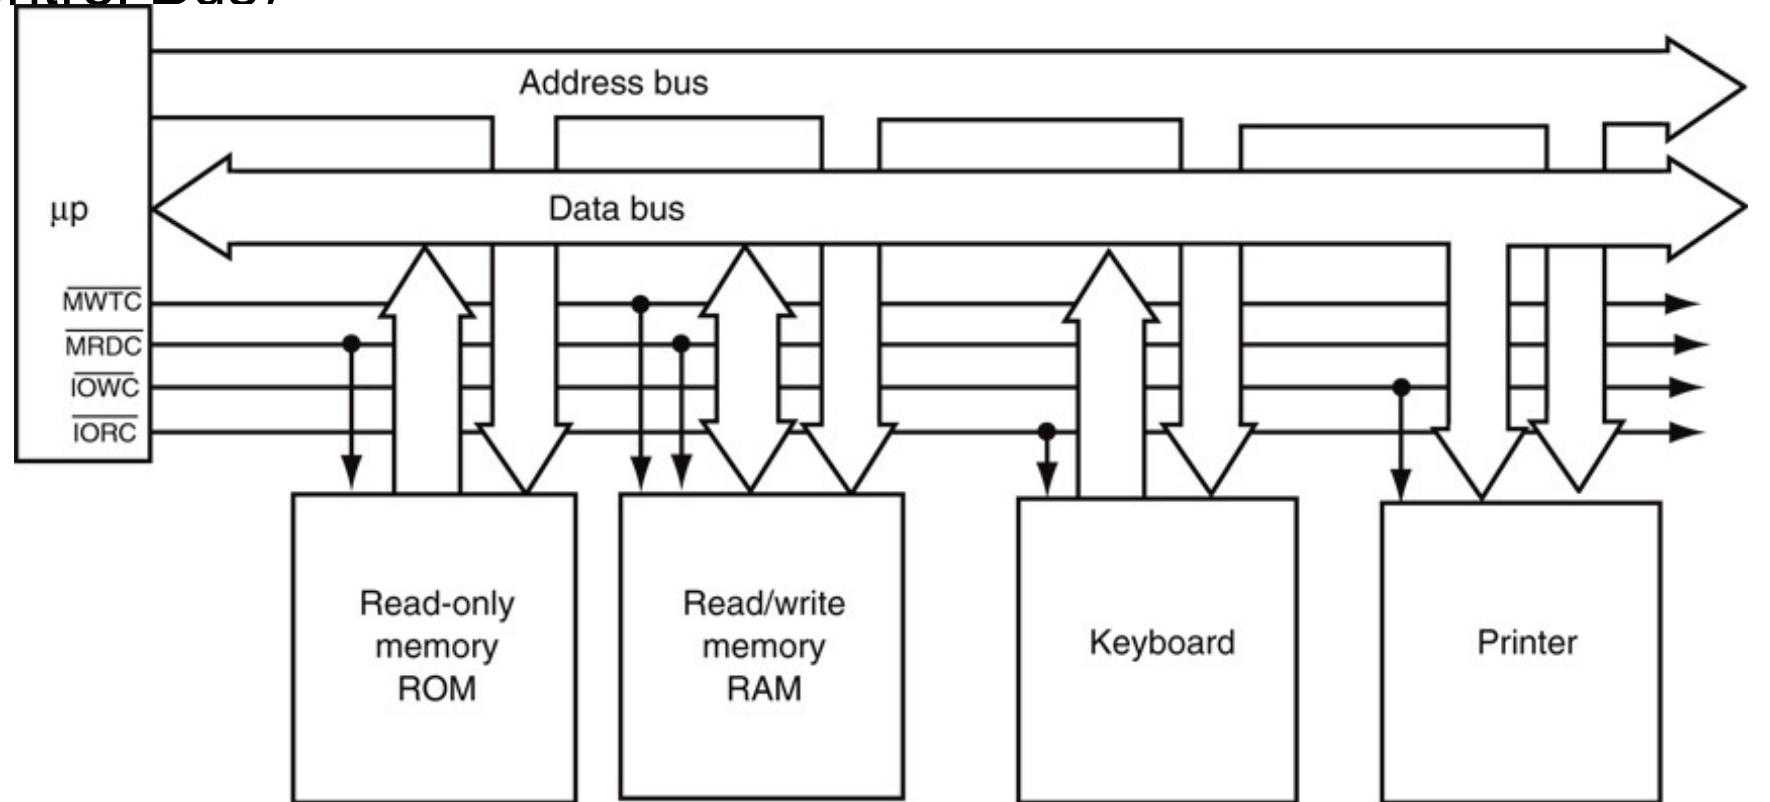 Address bus
Data bus
μp
MWTC
MRDC
IOWC
IORC
Read-only
memory
ROM
Read/write
memory
RAM
Keyboard
Printer